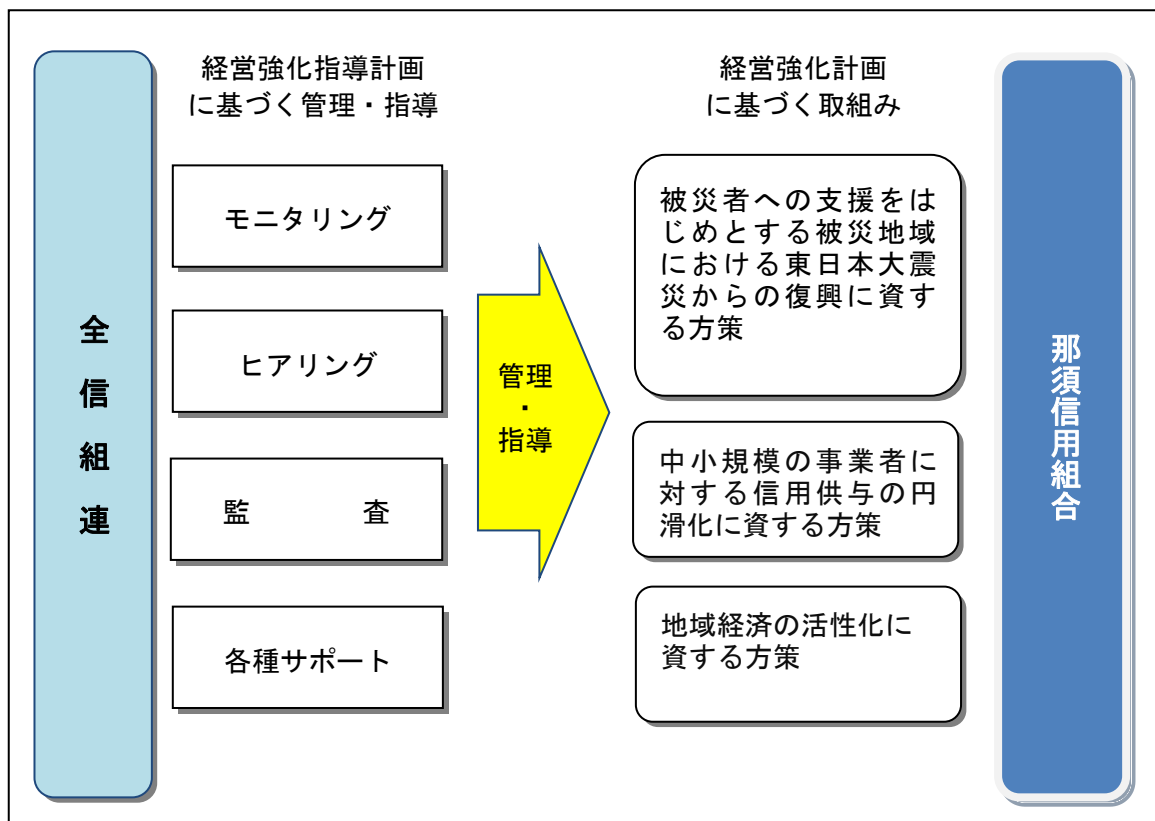 全信組連
経営強化指導計画
に基づく管理・指導
モニタリング
ヒアリング
監査
各種サポート
管理
・
指導
経営強化計画
に基づく取組み
被災者への支援をは
じめとする被災地域
における東日本大震
災からの復興に資す
る方策
中小規模の事業者に
対する信用供与の円
滑化に資する方策
地域経済の活性化に
資する方策
那須信用組合